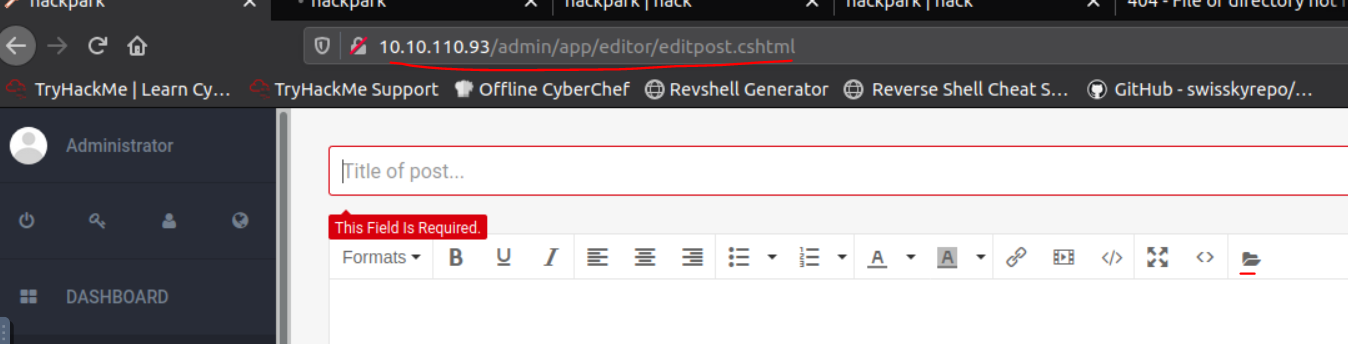 hackpark
hackpark
hackpark | hack
hackpark | hack
404 - File or directory not
10.10.110.93/admin/app/editor/editpost.cshtml
TryHackMe | Learn Cy...
TryHackMe Support
Offline CyberChef
Revshell Generator
Reverse Shell Cheat S...
GitHub - swisskyrepo/...
Administrator
Title of post...
This Field Is Required.
Formats
B
U
I
A
A
DASHBOARD